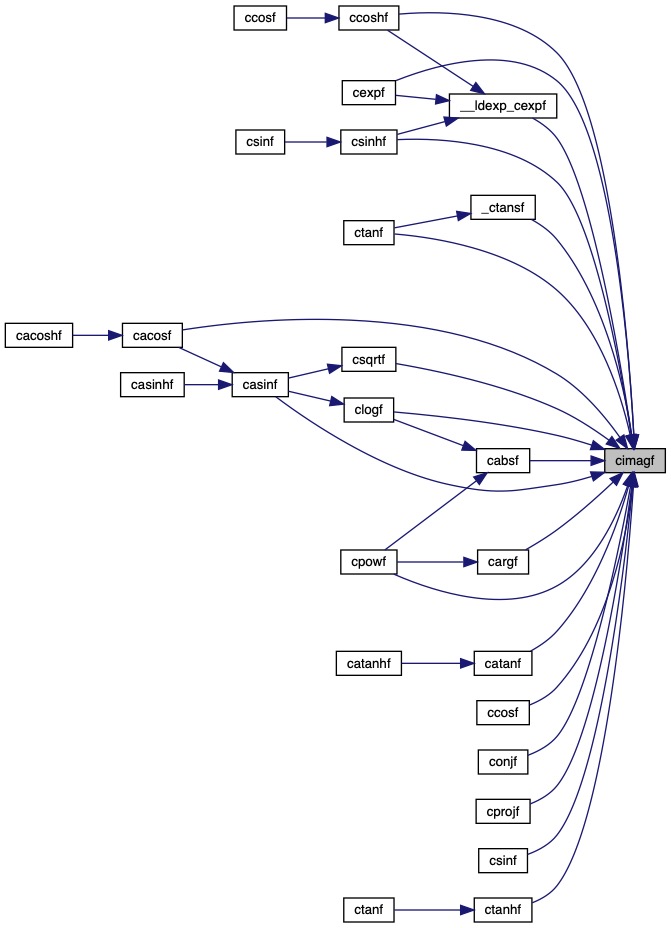 ccosf
ccoshf
cexpf
__ldexp_cexpf
csinf
csinhf
_ctansf
ctanf
cacoshf
cacosf
csqrtf
casinhf
casinf
clogf
cabsf
cimagf
cpowf
cargf
catanhf
catanf
ccosf
conjf
cprojf
csinf
ctanf
ctanhf